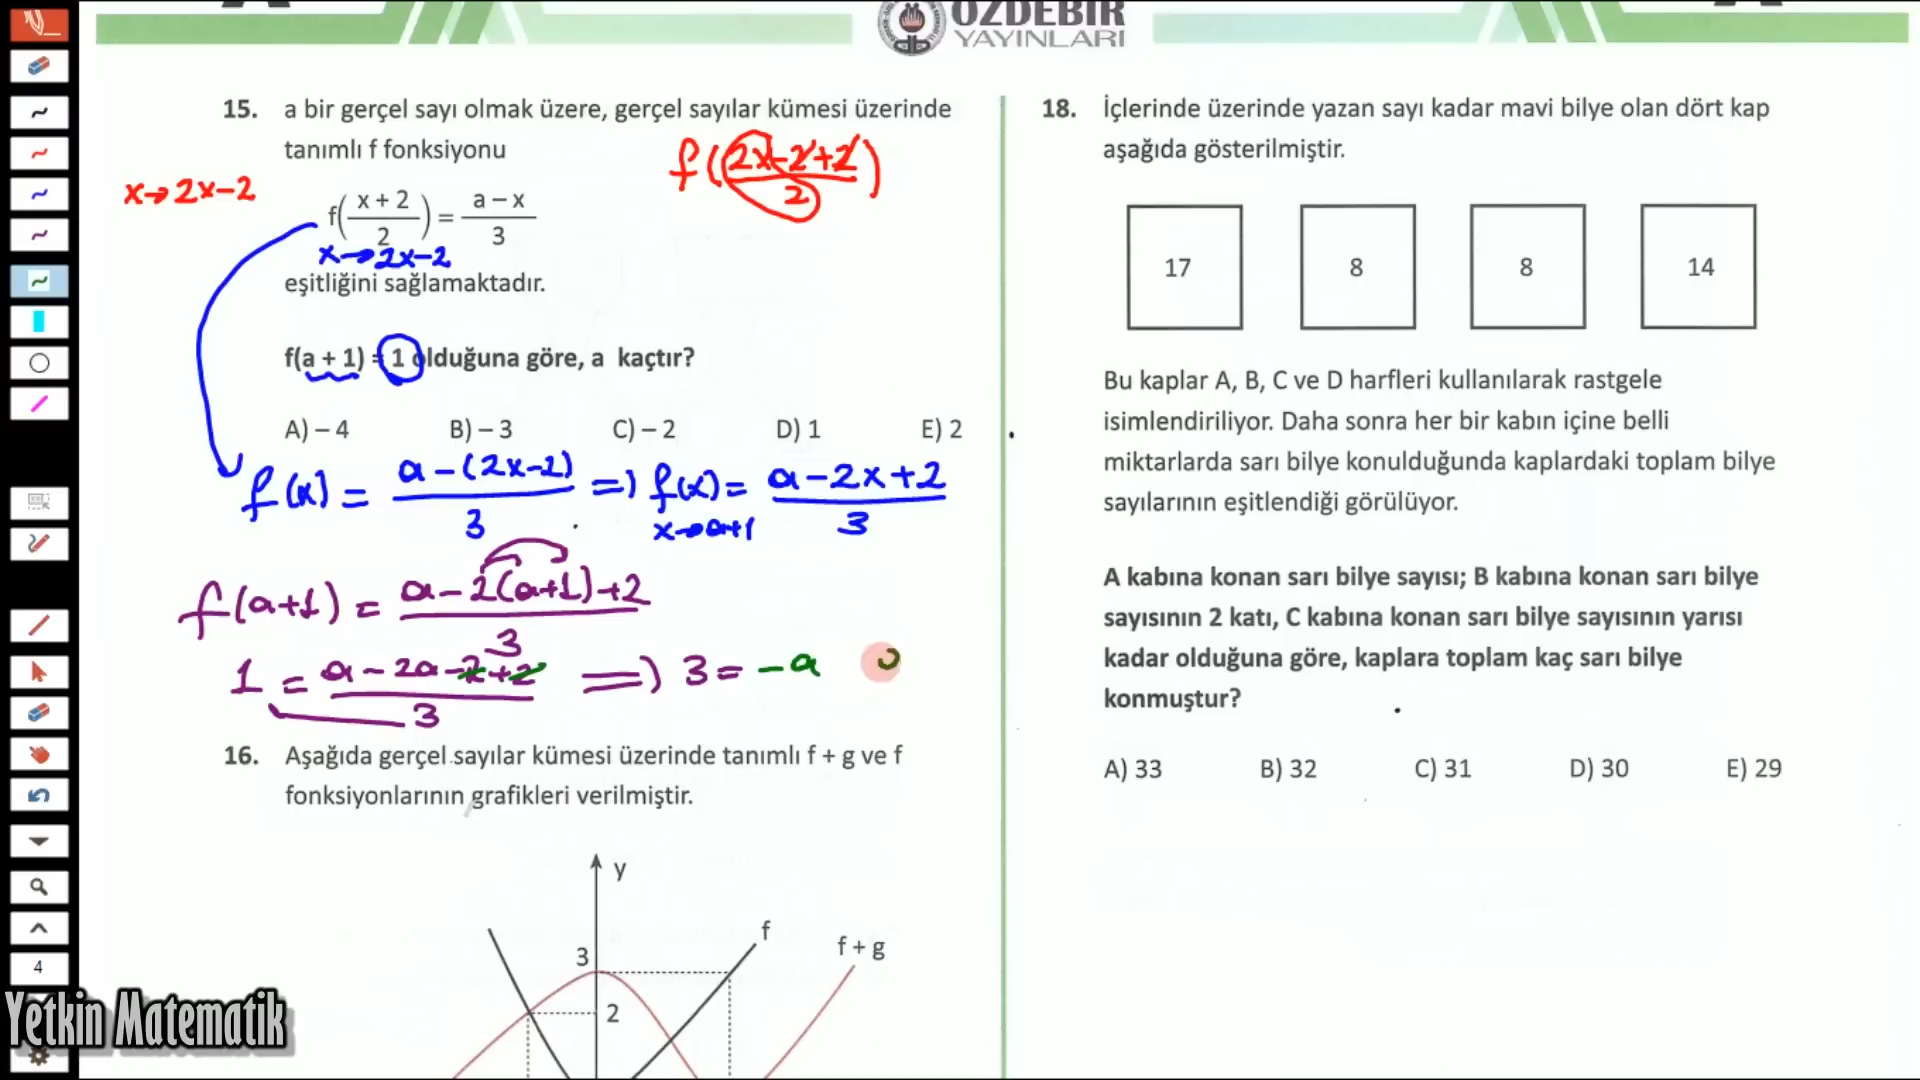 ÖZDEBİR
YAYINLARI
15. a bir gerçel sayı olmak üzere, gerçel sayılar kümesi üzerinde
tanımlı f fonksiyonu
f(2x-2+2/2)
x→2x-2
f(x + 2/2) = a – x/3
x→2x-2
eşitliğini sağlamaktadır.
f(a + 1) = 1 olduğuna göre, a kaçtır?
A) – 4 B) – 3 C) – 2 D) 1 E) 2
f(x) = a-(2x-2)/3 => f(x) = a-2x+2/3
x→a+1
f(a+1) = a-2(a+1)+2/3
1 = a-2a-2+2/3 => 3 = -a
16. Aşağıda gerçel sayılar kümesi üzerinde tanımlı f + g ve f
fonksiyonlarının grafikleri verilmiştir.
y
f
f + g
3
2
18. İçlerinde üzerinde yazan sayı kadar mavi bilye olan dört kap
aşağıda gösterilmiştir.
17 8 8 14
Bu kaplar A, B, C ve D harfleri kullanılarak rastgele
isimlendiriliyor. Daha sonra her bir kabın içine belli
miktarlarda sarı bilye konulduğunda kaplardaki toplam bilye
sayılarının eşitlendiği görülüyor.
A kabına konan sarı bilye sayısı; B kabına konan sarı bilye
sayısının 2 katı, C kabına konan sarı bilye sayısının yarısı
kadar olduğuna göre, kaplara toplam kaç sarı bilye
konmuştur?
A) 33 B) 32 C) 31 D) 30 E) 29
4
Yetkin Matematik